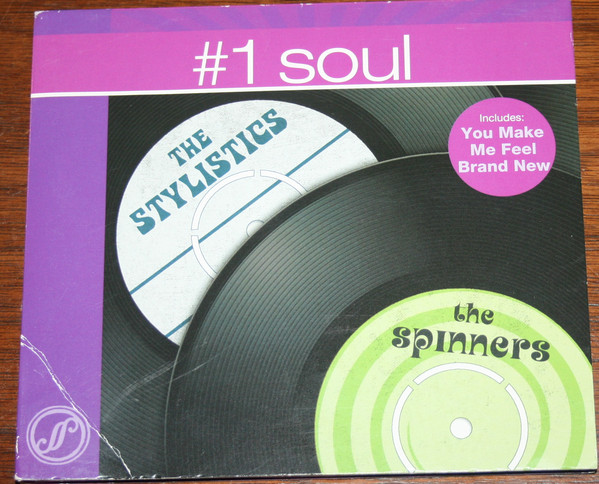 #1 soul
Includes:
You Make
Me Feel
Brand New
THE
STYLISTICS
the
spinners